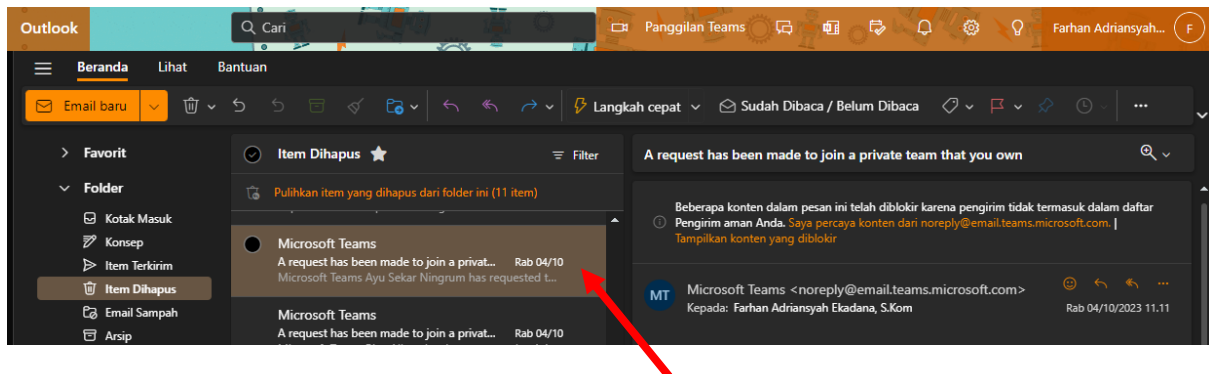 Outlook
Cari
Panggilan Teams
Farhan Adriansyah...
F
Beranda Lihat Bantuan
Email baru
Langkah cepat
Sudah Dibaca / Belum Dibaca
Favorit
Folder
Kotak Masuk
Konsep
Item Terkirim
Item Dihapus
Email Sampah
Arsip
Item Dihapus
Filter
Pulihkan item yang dihapus dari folder ini (11 item)
Microsoft Teams
A request has been made to join a privat... Rab 04/10
Microsoft Teams Ayu Sekar Ningrum has requested t...
Microsoft Teams
A request has been made to join a privat... Rab 04/10
A request has been made to join a private team that you own
Beberapa konten dalam pesan ini telah diblokir karena pengirim tidak termasuk dalam daftar
Pengirim aman Anda. Saya percaya konten dari noreply@email.teams.microsoft.com. |
Tampilkan konten yang diblokir
MT
Microsoft Teams <noreply@email.teams.microsoft.com>
Kepada: Farhan Adriansyah Ekadana, S.Kom
Rab 04/10/2023 11.11